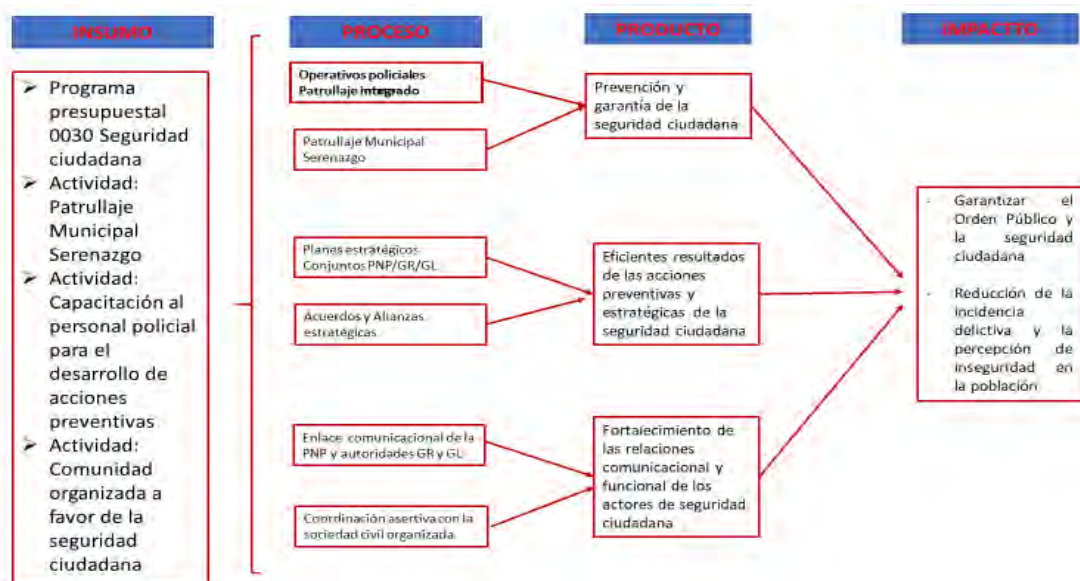 INSUMO
PROCESO
PRODUCTO
IMPACTTO
➢ Programa
presupuestal
0030 Seguridad
ciudadana
➢ Actividad:
Patrullaje
Municipal
Serenazgo
➢ Actividad:
Capacitación al
personal policial
para el
desarrollo de
acciones
preventivas
➢ Actividad:
Comunidad
organizada a
favor de la
seguridad
ciudadana
Operativos policiales
Patrullaje integrado
Patrullaje Municipal
Serenazgo
Planes estratégicos
Conjuntos PNP/GR/GL
Acuerdos y Alianzas
estratégicas.
Enlace comunicacional de la
PNP y autoridades GR y GL
Coordinación asertiva con la
sociedad civil organizada
Prevención y
garantía de la
seguridad ciudadana
Eficientes resultados
de las acciones
preventivas y
estratégicas de la
seguridad ciudadana
Fortalecimiento de
las relaciones
comunicacional y
funcional de los
actores de seguridad
ciudadana
- Garantizar el
Orden Público y
la seguridad
ciudadana
- Reducción de la
incidencia
delictiva y la
percepción de
inseguridad en
la población